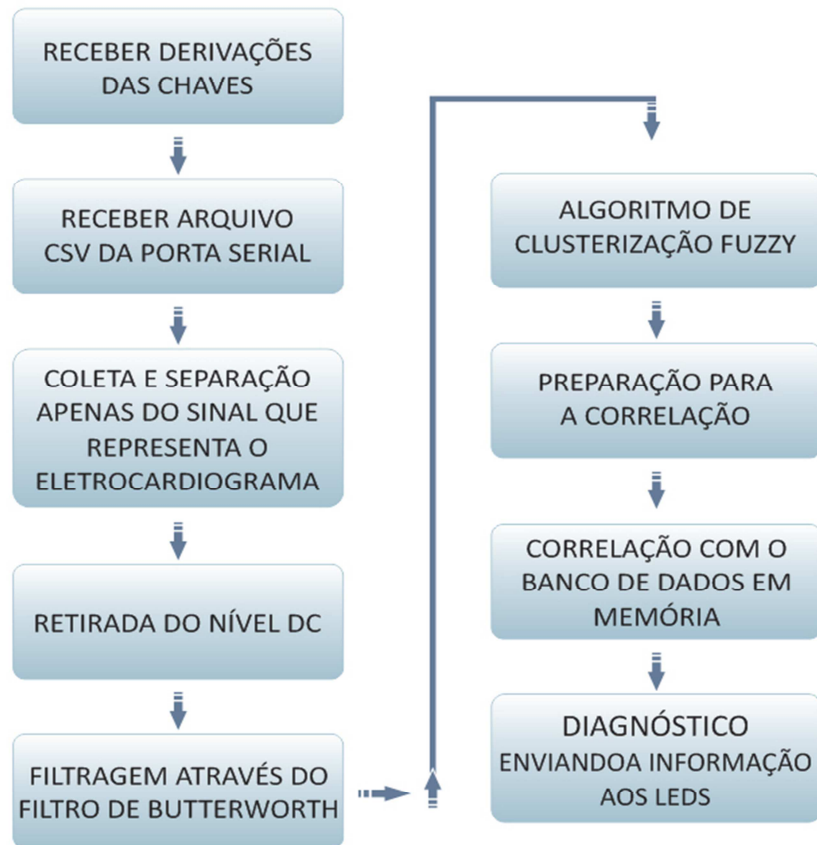 RECEBER DERIVAÇÕES
DAS CHAVES
RECEBER ARQUIVO
CSV DA PORTA SERIAL
COLETA E SEPARAÇÃO
APENAS DO SINAL QUE
REPRESENTA O
ELETROCARDIOGRAMA
RETIRADA DO NÍVEL DC
FILTRAGEM ATRAVÉS DO
FILTRO DE BUTTERWORTH
ALGORITMO DE
CLUSTERIZAÇÃO FUZZY
PREPARAÇÃO PARA
A CORRELAÇÃO
CORRELAÇÃO COM O
BANCO DE DADOS EM
MEMÓRIA
DIAGNÓSTICO
ENVIANDOA INFORMAÇÃO
AOS LEDS